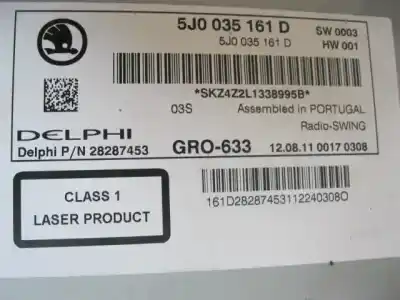 5J0 035 161 D SW 0003
5J0 035 161 D HW 001
*SKZ4Z2L1338995B*
03S Assembled in PORTUGAL
Radio-SWING
DELPHI
Delphi P/N 28287453 GRO-633 12.08.11 0017 0308
CLASS 1
LASER PRODUCT
161D28287453112240308O